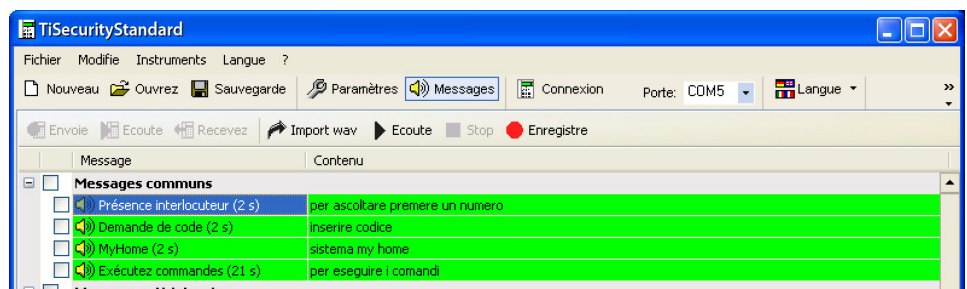 TiSecurityStandard
Fichier Modifie Instruments Langue ?
Nouveau Ouvrez Sauvegarde Paramètres Messages Connexion Porte: COM5 Langue »
Envoie Ecoute Recevez Import wav Ecoute Stop Enregistre
Message Contenu
Messages communs
Présence interlocuteur (2 s) per ascoltare premere un numero
Demande de code (2 s) inserire codice
MyHome (2 s) sistema my home
Exécutez commandes (21 s) per eseguire i comandi